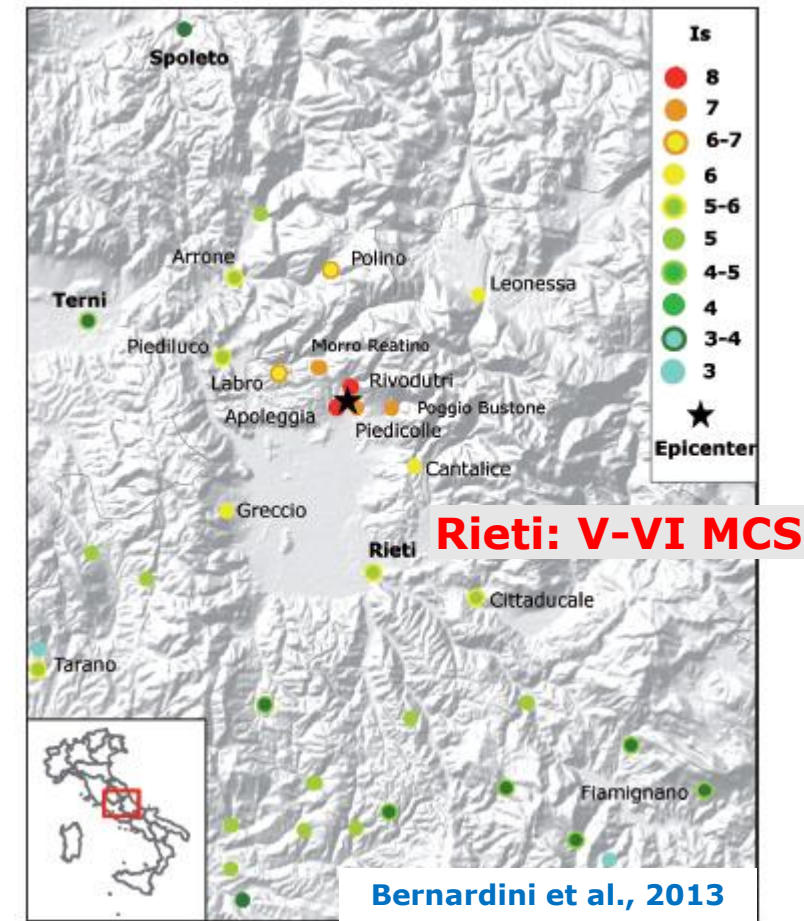 Spoleto
Is
8
7
6-7
6
5-6
5
4-5
4
3-4
3
Epicenter
Arrone
Polino
Leonessa
Terni
Piediluco
Morro Reatino
Labro
Rivodutri
Apoleggia
Poggio Bustone
Piedicolle
Cantalice
Greccio
Rieti: V-VI MCS
Rieti
Cittaducale
Tarano
Fiamignano
Bernardini et al., 2013